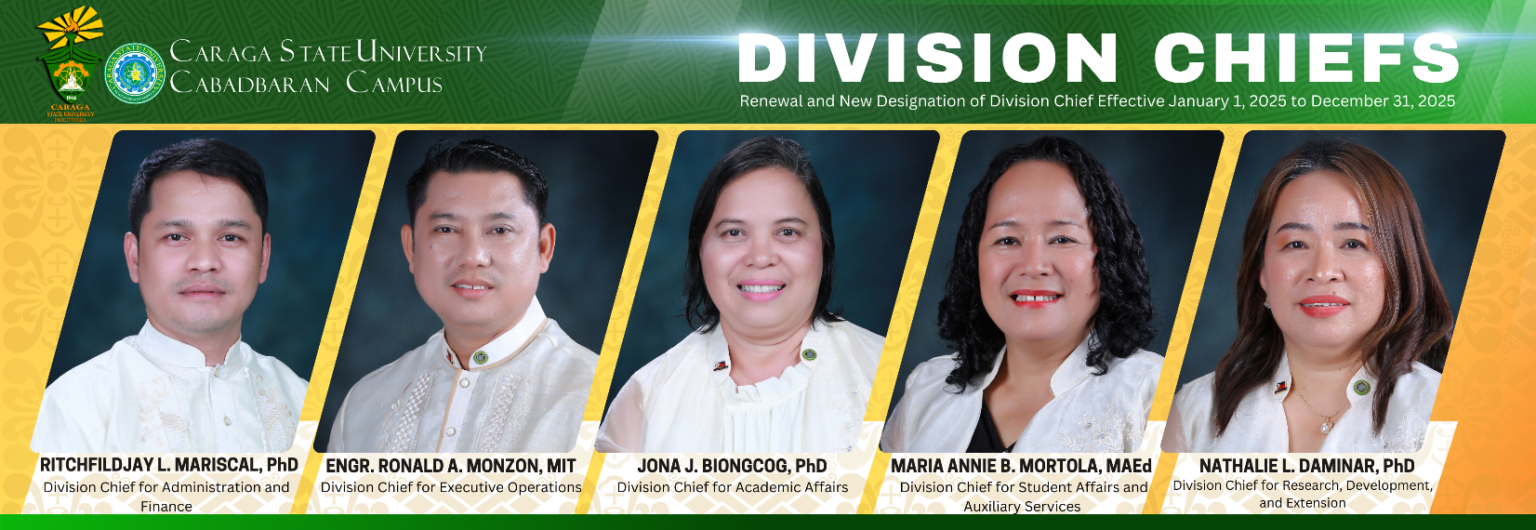 CARAGA STATE UNIVERSITY
CABADBARAN CAMPUS
CARAGA
STATE UNIVERSITY
DIVISION CHIEFS
Renewal and New Designation of Division Chief Effective January 1, 2025 to December 31, 2025
RITCHFILDJAY L. MARISCAL, PhD
Division Chief for Administration and
Finance
ENGR. RONALD A. MONZON, MIT
Division Chief for Executive Operations
JONA J. BIONGCOG, PhD
Division Chief for Academic Affairs
MARIA ANNIE B. MORTOLA, MAEd
Division Chief for Student Affairs and
Auxiliary Services
NATHALIE L. DAMINAR, PhD
Division Chief for Research, Development,
and Extension